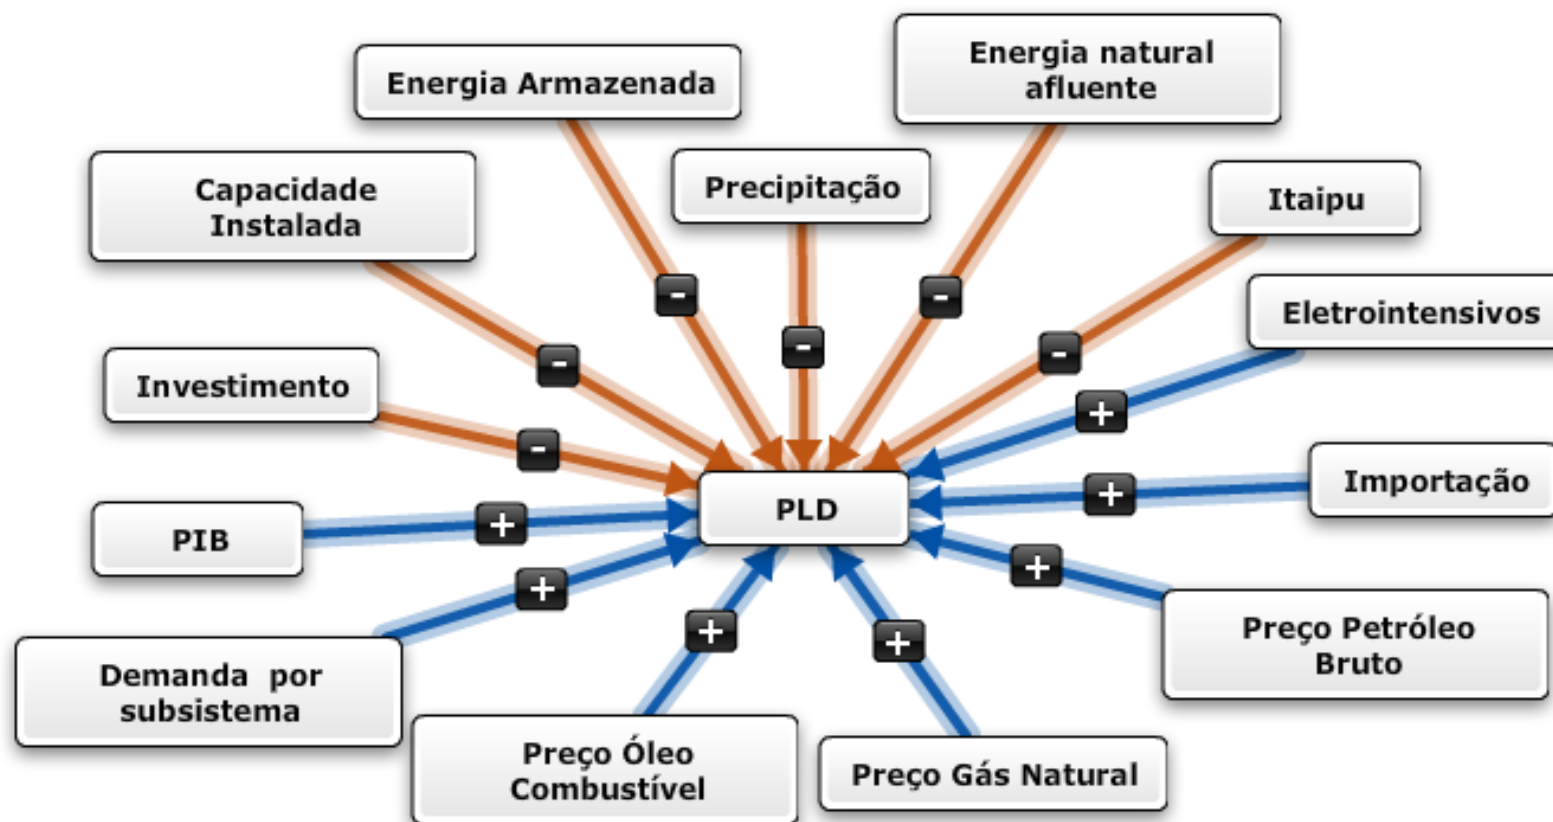 Energia natural
afluente
Energia Armazenada
Precipitação
Capacidade
Instalada
Itaipu
Eletrointensivos
-
-
-
-
-
Investimento
-
+
Importação
+
PLD
PIB
+
+
+
Preço Petróleo
Bruto
Demanda por
subsistema
+
+
Preço Óleo
Combustível
Preço Gás Natural